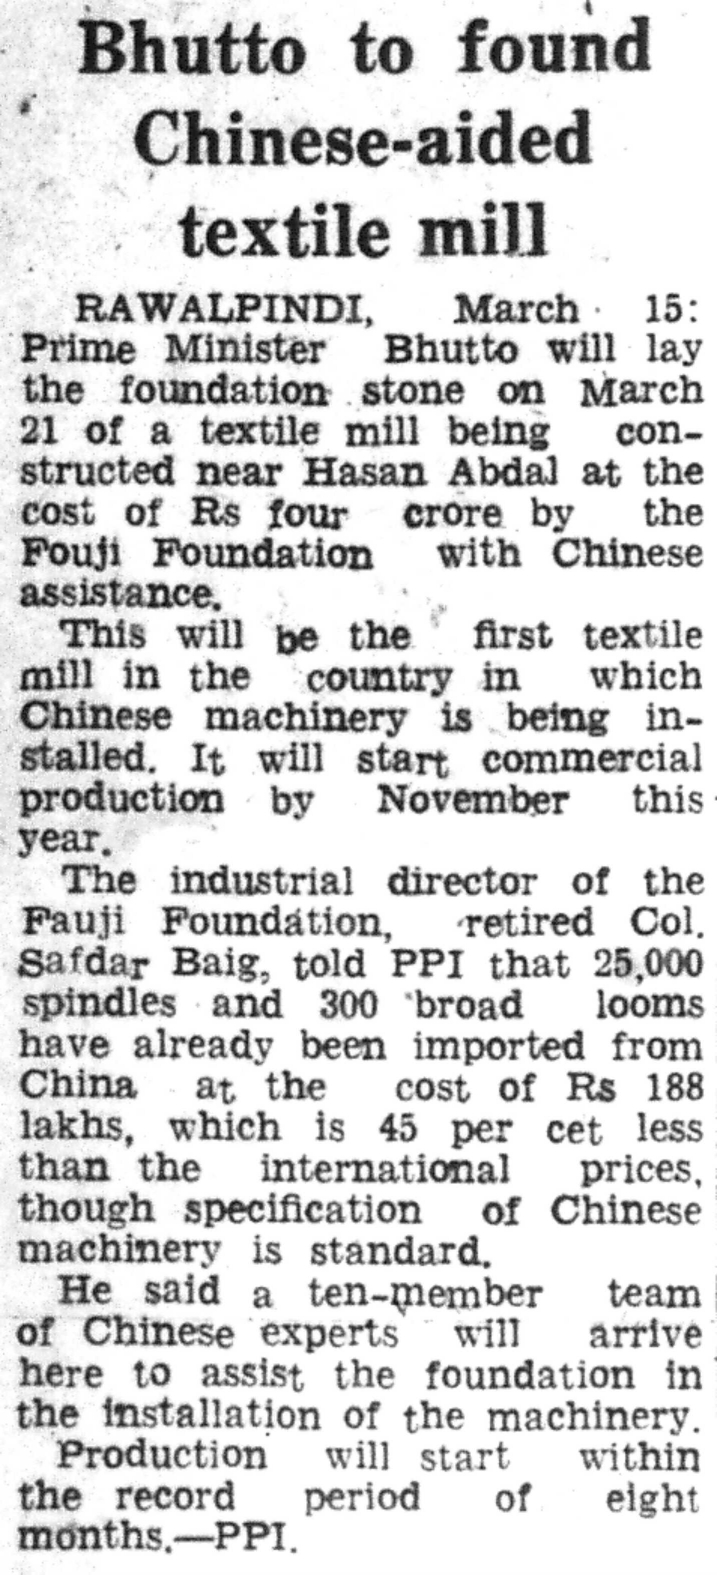 Bhutto to found
Chinese-aided
textile mill
RAWALPINDI, March 15:
Prime Minister Bhutto will lay
the foundation stone on March
21 of a textile mill being con-
structed near Hasan Abdal at the
cost of Rs four crore by the
Fouji Foundation with Chinese
assistance.
This will be the first textile
mill in the country in which
Chinese machinery is being in-
stalled. It will start commercial
production by November this
year.
The industrial director of the
Fauji Foundation, retired Col.
Safdar Baig, told PPI that 25,000
spindles and 300 broad looms
have already been imported from
China at the cost of Rs 188
lakhs, which is 45 per cet less
than the international prices,
though specification of Chinese
machinery is standard.
He said a ten-member team
of Chinese experts will arrive
here to assist the foundation in
the installation of the machinery.
Production will start within
the record period of eight
months.—PPI.